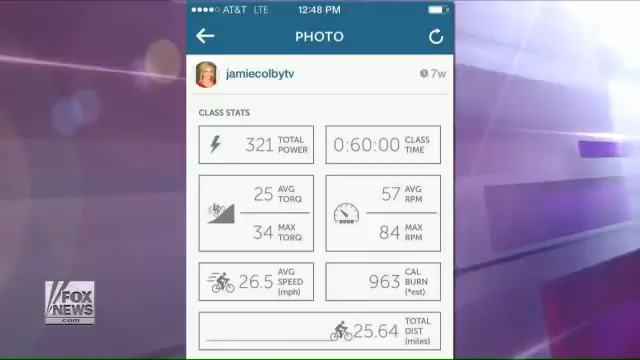 AT&T LTE 12:48 PM
PHOTO
jamiecolbytv 7w
CLASS STATS
321 TOTAL POWER
0:60:00 CLASS TIME
25 AVG TORQ
34 MAX TORQ
57 AVG RPM
84 MAX RPM
26.5 AVG SPEED (mph)
963 CAL BURN (*est)
25.64 TOTAL DIST (miles)
FOX
NEWS
.com